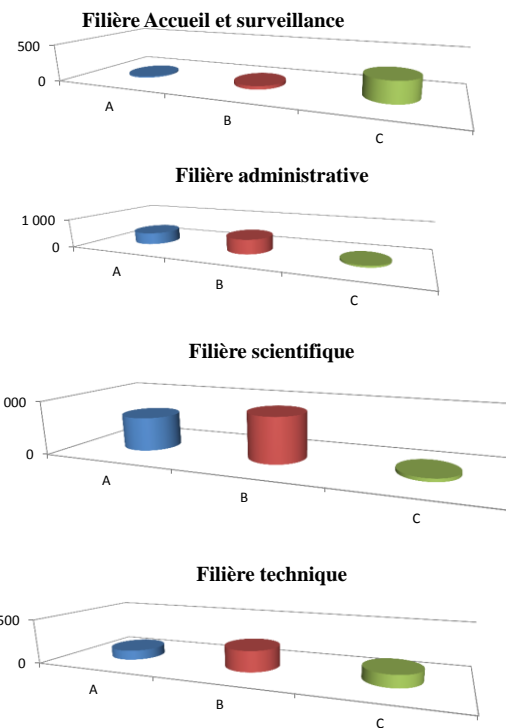 Filière Accueil et surveillance
500
0
A
B
C
Filière administrative
1 000
0
A
B
C
Filière scientifique
000
0
A
B
C
Filière technique
500
0
A
B
C